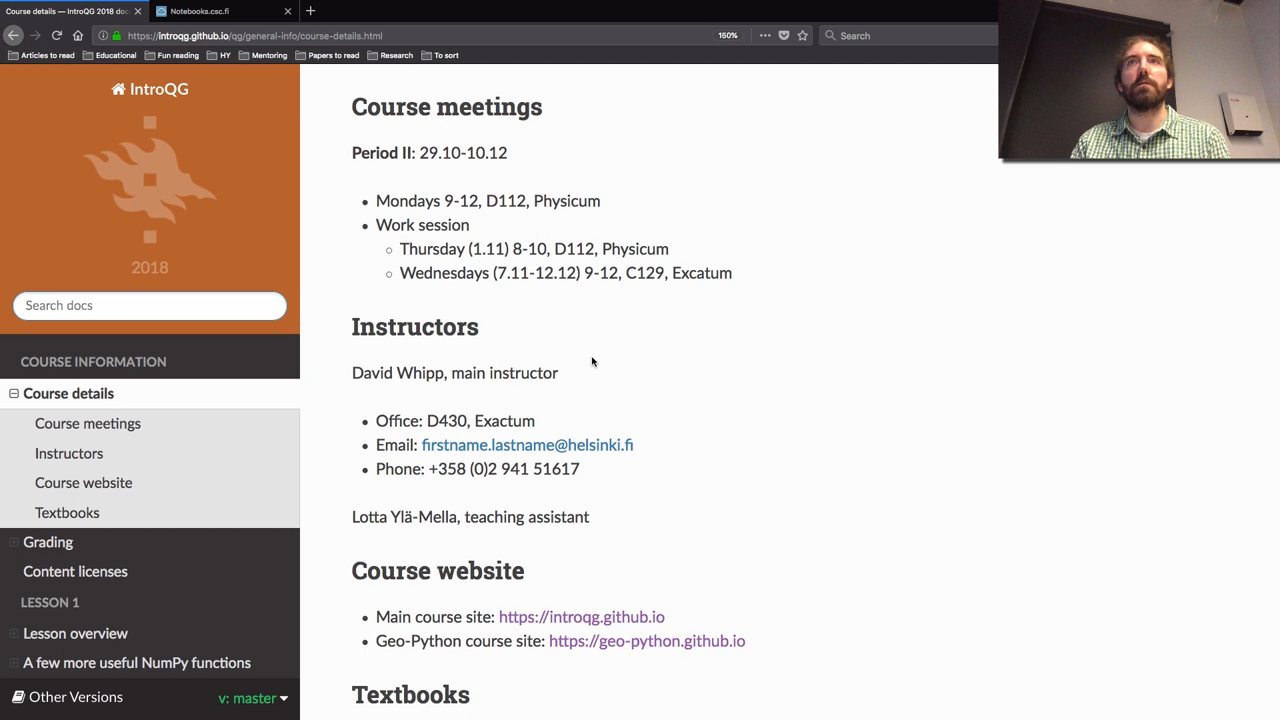 Course details — IntroQG 2018 doc
Notebooks.csc.fi
https://introqg.github.io/qg/general-info/course-details.html
150%
Search
Articles to read
Educational
Fun reading
HY
Mentoring
Papers to read
Research
To sort
IntroQG
2018
Search docs
COURSE INFORMATION
Course details
Course meetings
Instructors
Course website
Textbooks
Grading
Content licenses
LESSON 1
Lesson overview
A few more useful NumPy functions
Other Versions
v: master
Course meetings
Period II: 29.10-10.12
Mondays 9-12, D112, Physicum
Work session
Thursday (1.11) 8-10, D112, Physicum
Wednesdays (7.11-12.12) 9-12, C129, Excatum
Instructors
David Whipp, main instructor
Office: D430, Exactum
Email: firstname.lastname@helsinki.fi
Phone: +358 (0)2 941 51617
Lotta Ylä-Mella, teaching assistant
Course website
Main course site: https://introqg.github.io
Geo-Python course site: https://geo-python.github.io
Textbooks